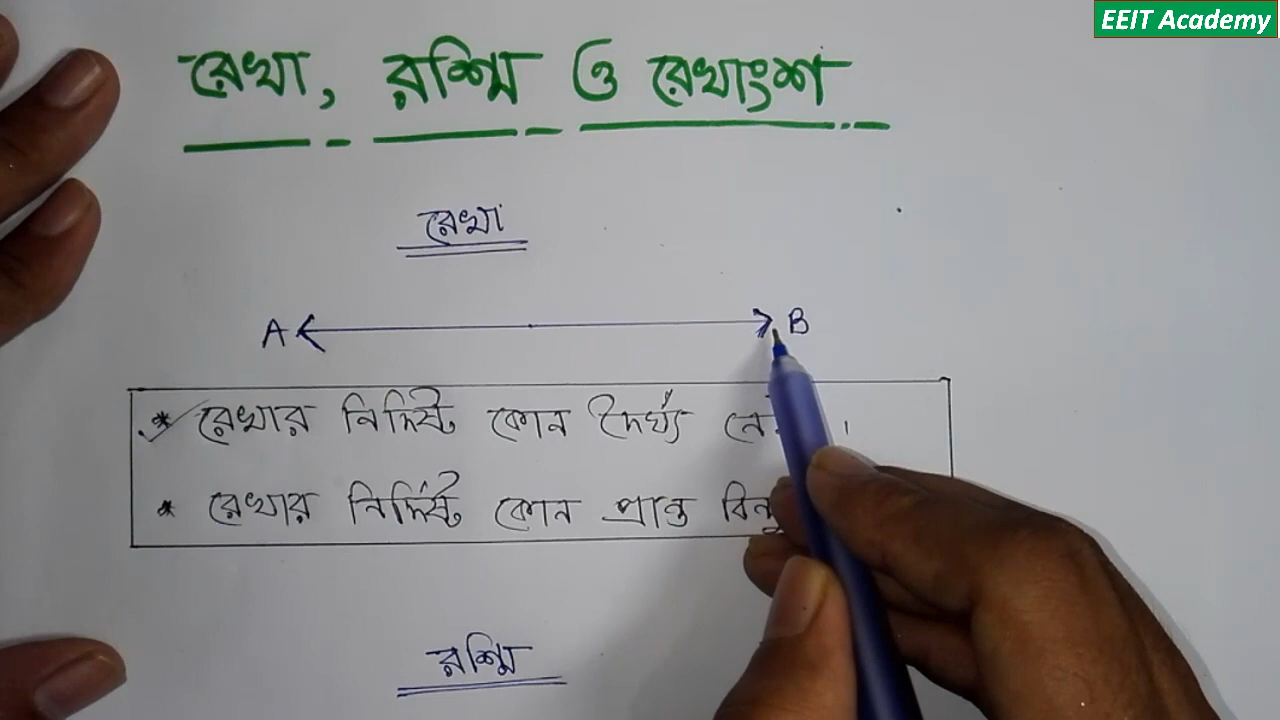 EEIT Academy
রেখা, রশ্মি ও রেখাংশ
রেখা
A B
* রেখার নির্দিষ্ট কোন দৈর্ঘ্য ।
* রেখার নির্দিষ্ট কোন প্রান্ত
রশ্মি